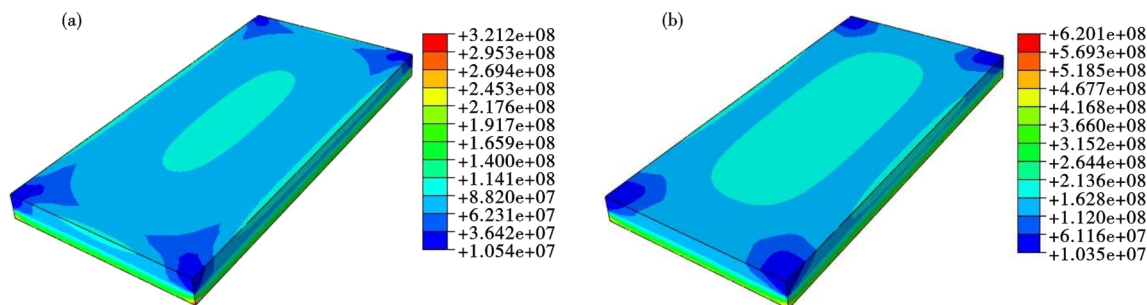 (a)
+3.212e+08
+2.953e+08
+2.694e+08
+2.453e+08
+2.176e+08
+1.917e+08
+1.659e+08
+1.400e+08
+1.141e+08
+8.820e+07
+6.231e+07
+3.642e+07
+1.054e+07
(b)
+6.201e+08
+5.693e+08
+5.185e+08
+4.677e+08
+4.168e+08
+3.660e+08
+3.152e+08
+2.644e+08
+2.136e+08
+1.628e+08
+1.120e+08
+6.116e+07
+1.035e+07